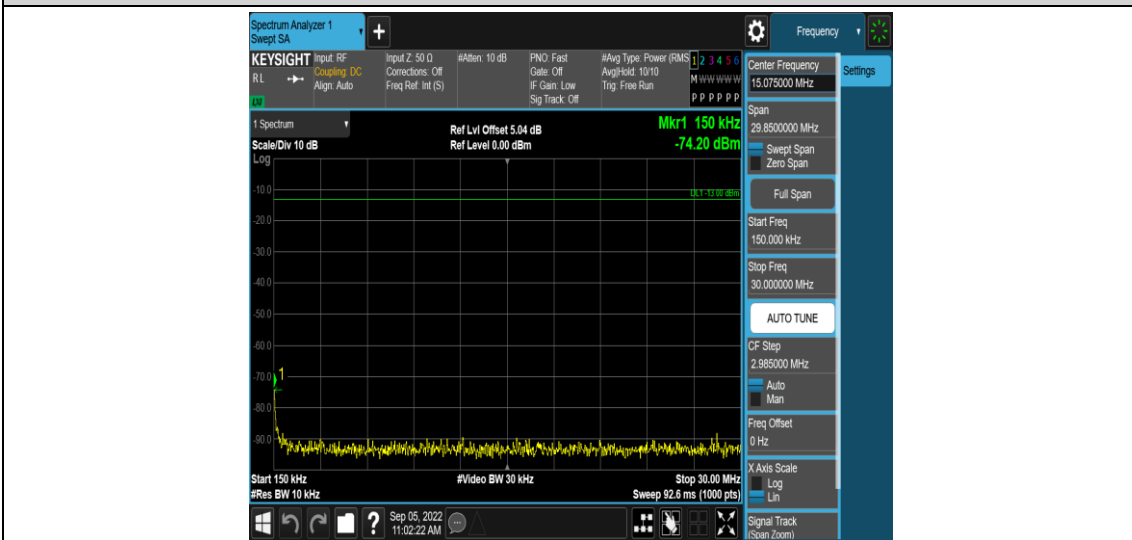 Spectrum Analyzer 1
Swept SA
+
Frequency
KEYSIGHT
RL
LXI
Input: RF
Coupling: DC
Align: Auto
Input Z: 50 Ω
Corrections: Off
Freq Ref: Int (S)
#Atten: 10 dB
PNO: Fast
Gate: Off
IF Gain: Low
Sig Track: Off
#Avg Type: Power (RMS
Avg|Hold: 10/10
Trig: Free Run
1 2 3 4 5 6
M W W W W W
P P P P P P
1 Spectrum
Scale/Div 10 dB
Log
Ref Lvl Offset 5.04 dB
Ref Level 0.00 dBm
Mkr1 150 kHz
-74.20 dBm
DL1 -13.00 dBm
-10.0
-20.0
-30.0
-40.0
-50.0
-60.0
-70.0
-80.0
-90.0
1
Start 150 kHz
#Res BW 10 kHz
#Video BW 30 kHz
Stop 30.00 MHz
Sweep 92.6 ms (1000 pts)
Center Frequency
15.075000 MHz
Settings
Span
29.8500000 MHz
Swept Span
Zero Span
Full Span
Start Freq
150.000 kHz
Stop Freq
30.000000 MHz
AUTO TUNE
CF Step
2.985000 MHz
Auto
Man
Freq Offset
0 Hz
X Axis Scale
Log
Lin
Signal Track
(Span Zoom)
?
Sep 05, 2022
11:02:22 AM